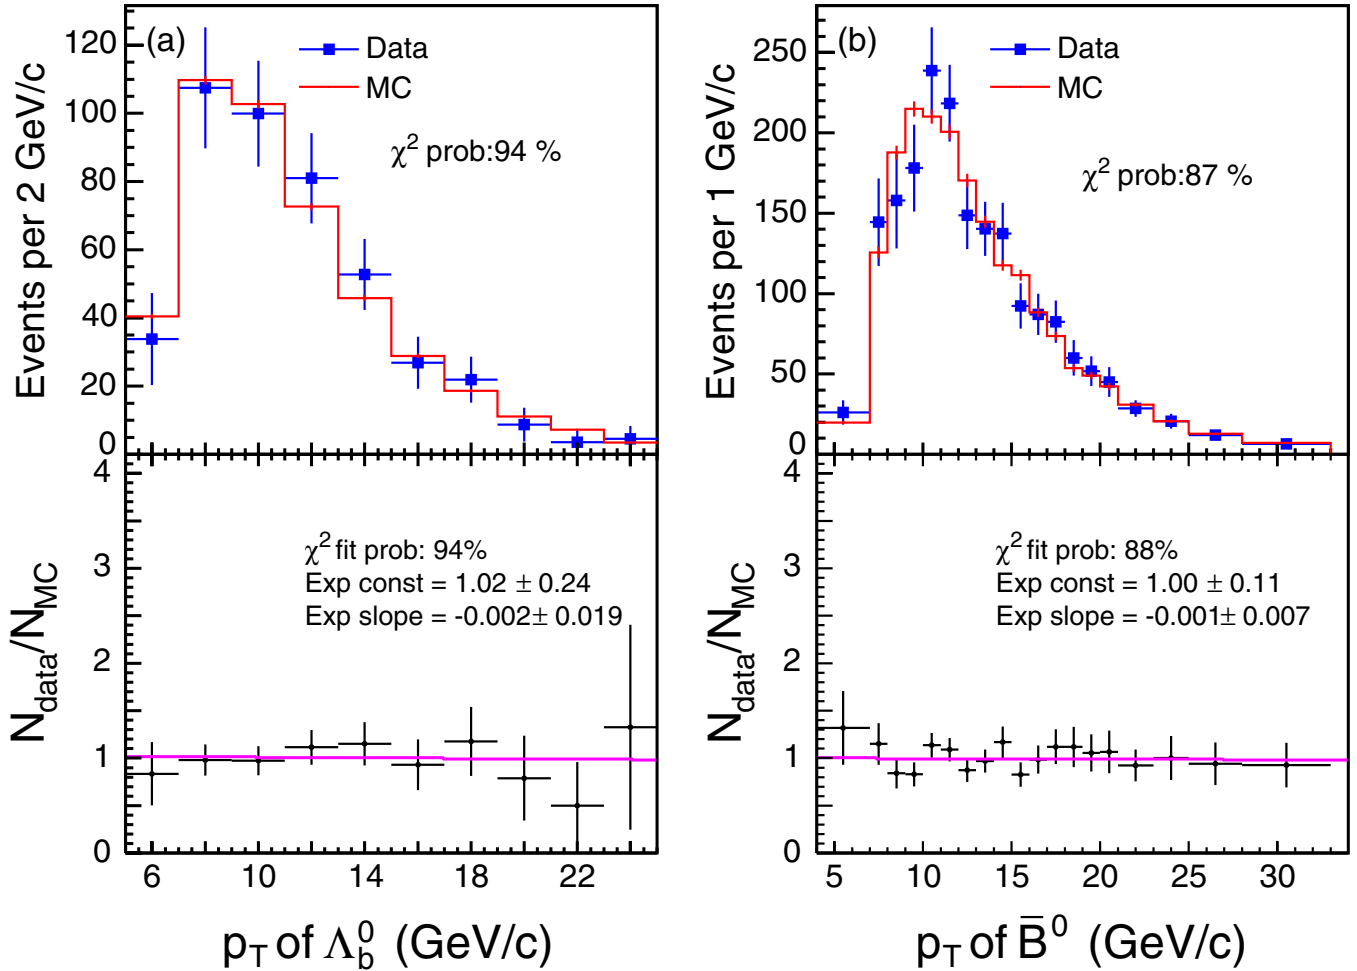 (a)
Data
MC
χ² prob:94 %
Events per 2 GeV/c
120
100
80
60
40
20
0
χ² fit prob: 94%
Exp const = 1.02 ± 0.24
Exp slope = -0.002± 0.019
N_data/N_MC
4
3
2
1
0
6 10 14 18 22
p_T of Λ_b^0 (GeV/c)
(b)
Data
MC
χ² prob:87 %
Events per 1 GeV/c
250
200
150
100
50
0
χ² fit prob: 88%
Exp const = 1.00 ± 0.11
Exp slope = -0.001± 0.007
N_data/N_MC
4
3
2
1
0
5 10 15 20 25 30
p_T of B̄^0 (GeV/c)